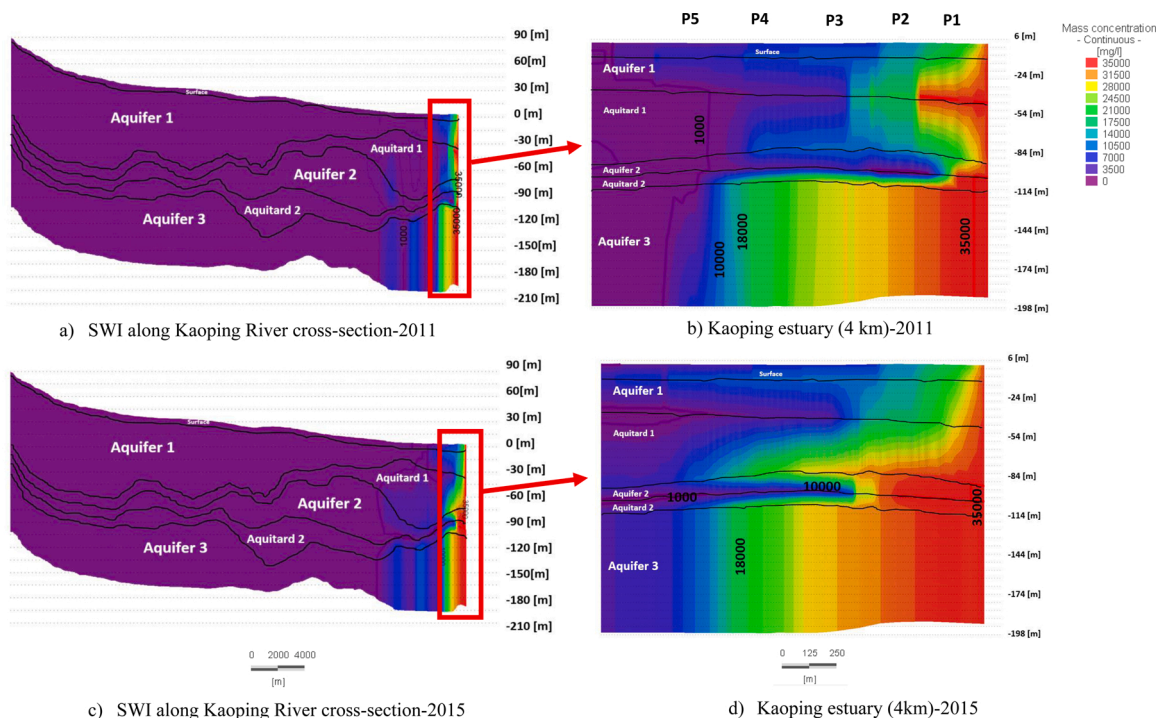 P5 P4 P3 P2 P1
90 [m]
60[m]
30 [m]
0 [m]
-30 [m]
-60 [m]
-90 [m]
-120 [m]
-150[m]
-180 [m]
-210 [m]
Surface
Aquifer 1
Aquitard 1
Aquifer 2
Aquitard 2
Aquifer 3
1000
35000
35000
a) SWI along Kaoping River cross-section-2011
Surface
Aquifer 1
Aquitard 1
Aquifer 2
Aquitard 2
Aquifer 3
1000
10000
18000
35000
6 [m]
-24 [m]
-54 [m]
-84 [m]
-114 [m]
-144 [m]
-174 [m]
-198 [m]
b) Kaoping estuary (4 km)-2011
Mass concentration
- Continuous -
[mg/l]
35000
31500
28000
24500
21000
17500
14000
10500
7000
3500
0
90 [m]
60[m]
30 [m]
0 [m]
-30 [m]
-60 [m]
-90 [m]
-120 [m]
-150[m]
-180 [m]
-210 [m]
Surface
Aquifer 1
Aquitard 1
Aquifer 2
Aquitard 2
Aquifer 3
0 2000 4000
[m]
c) SWI along Kaoping River cross-section-2015
Surface
Aquifer 1
Aquitard 1
Aquifer 2
Aquitard 2
Aquifer 3
1000
10000
18000
35000
6 [m]
-24 [m]
-54 [m]
-84 [m]
-114 [m]
-144 [m]
-174 [m]
-198 [m]
0 125 250
[m]
d) Kaoping estuary (4km)-2015